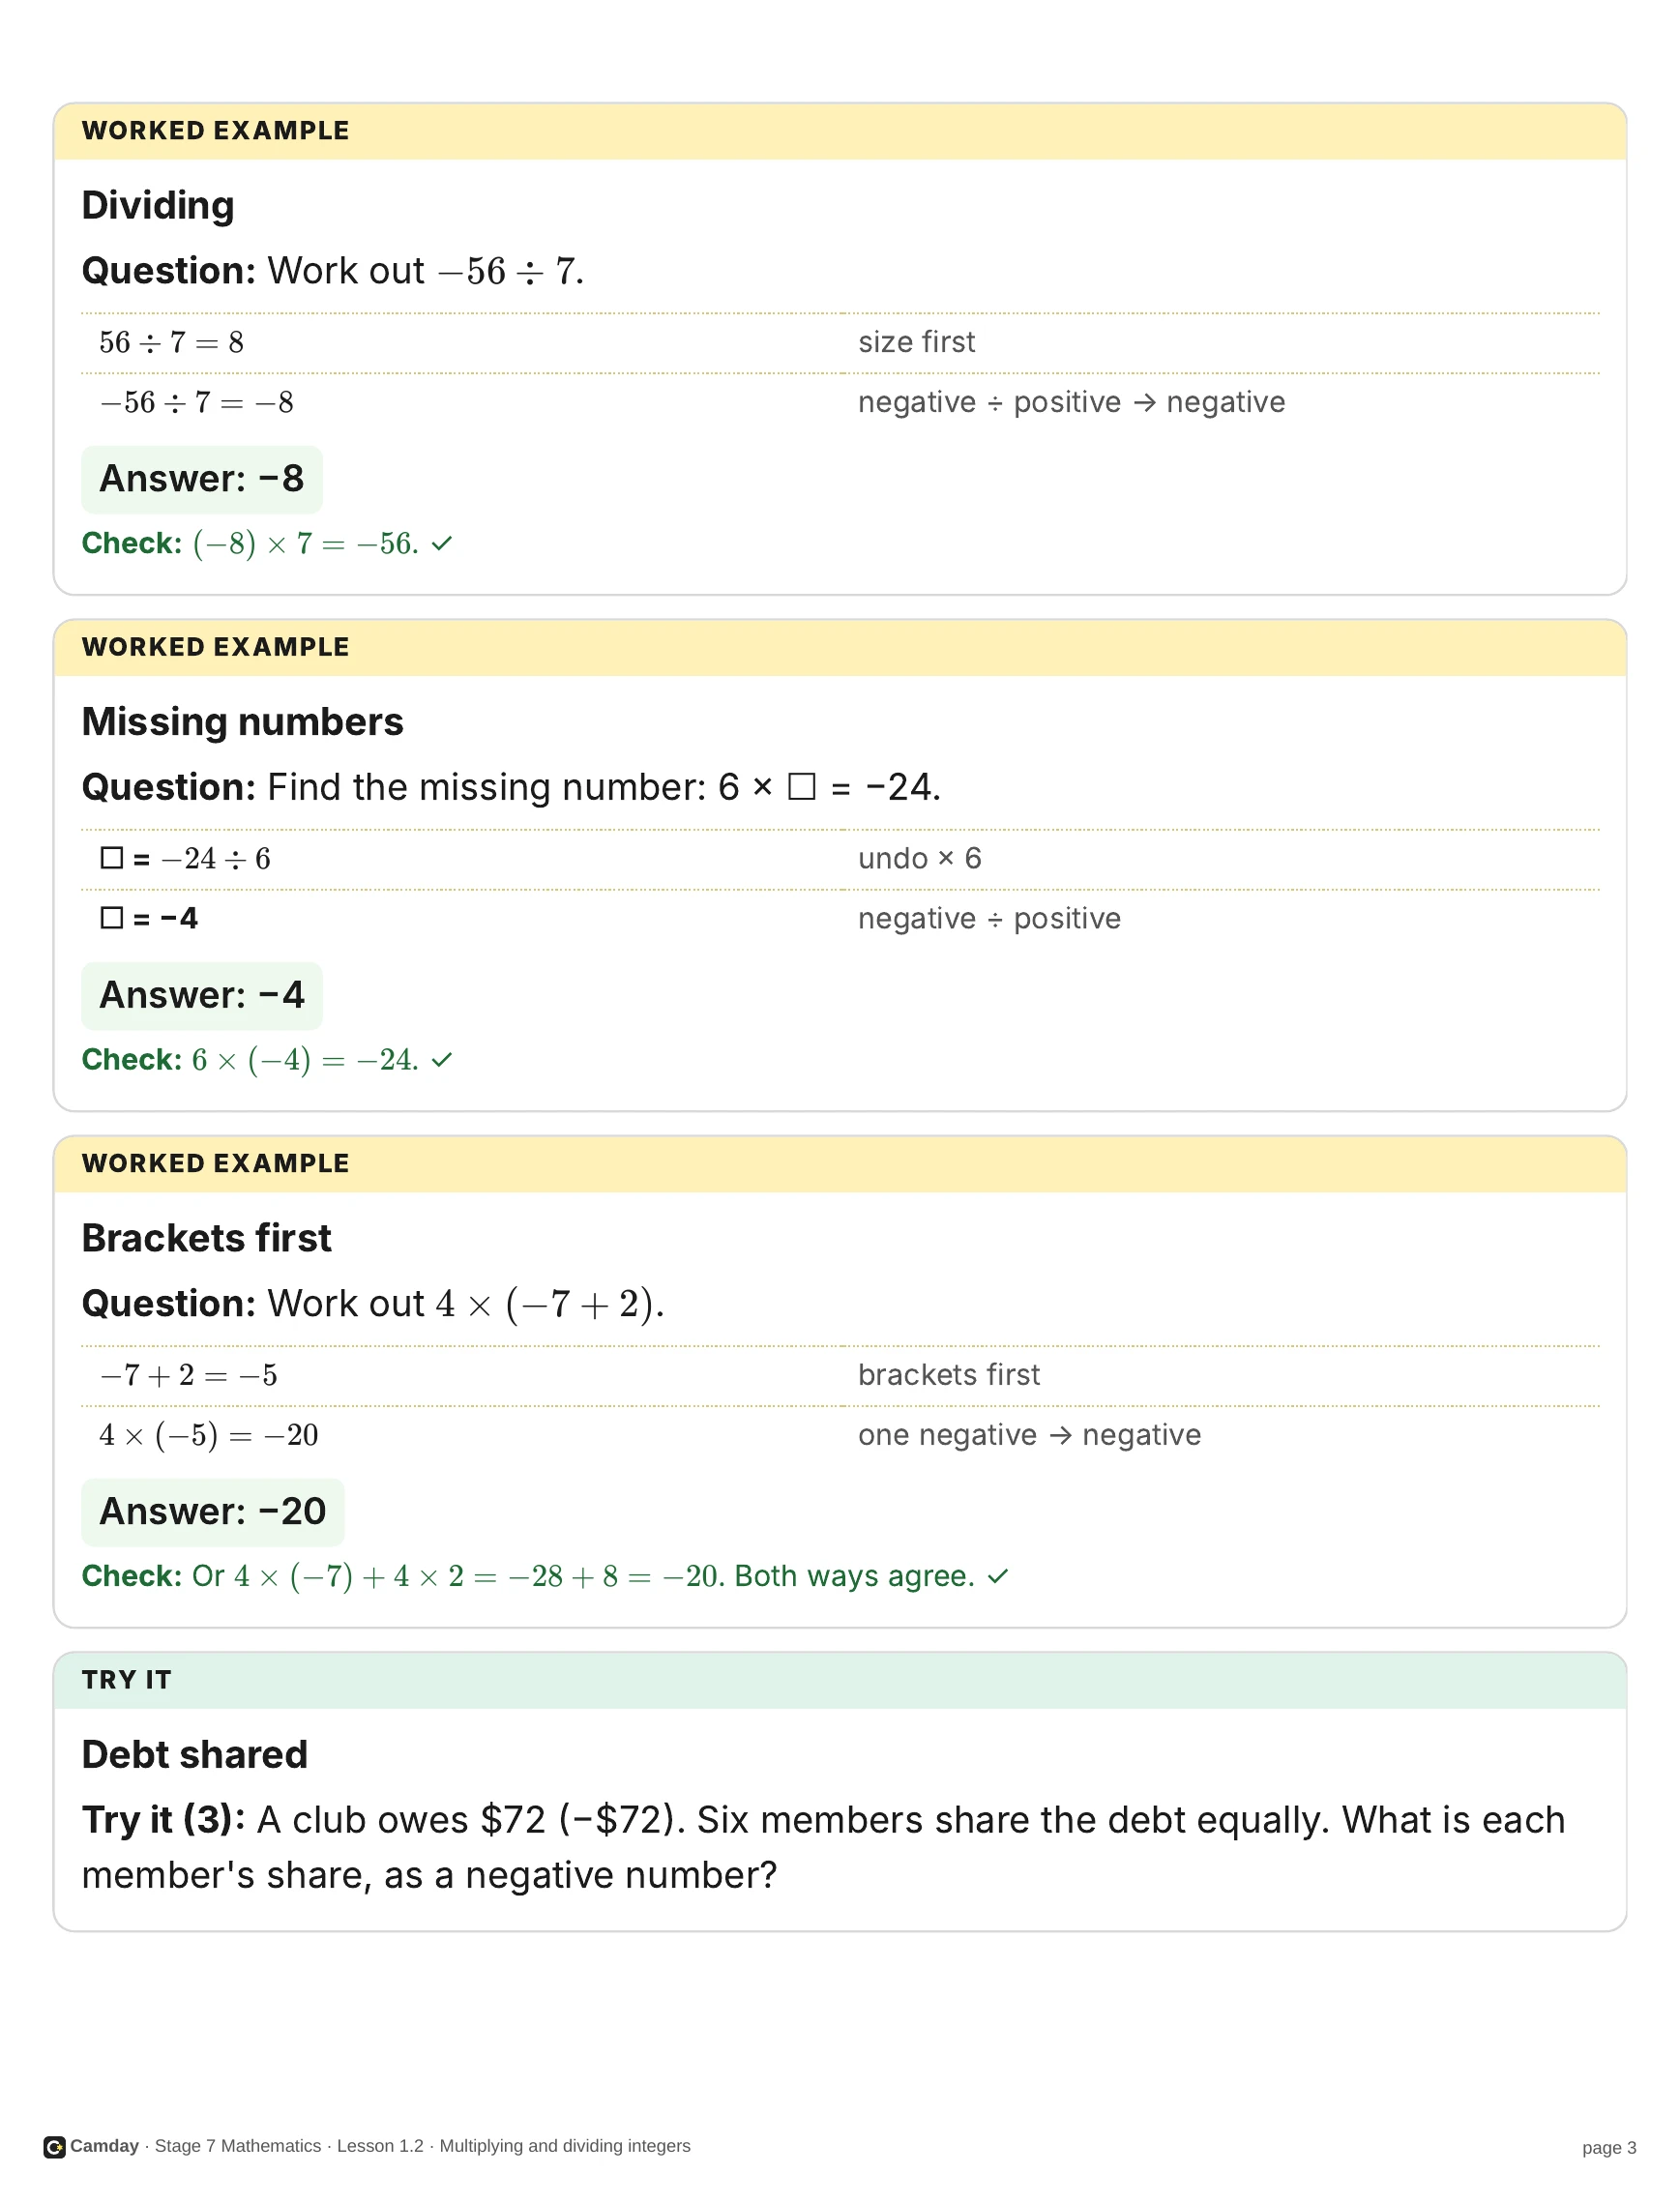 WORKED EXAMPLE
Dividing
Question: Work out −56 ÷ 7.
56 ÷ 7 = 8 size first
−56 ÷ 7 = −8 negative ÷ positive → negative
Answer: −8
Check: (−8) × 7 = −56. ✓
WORKED EXAMPLE
Missing numbers
Question: Find the missing number: 6 × □ = −24.
□ = −24 ÷ 6 undo × 6
□ = −4 negative ÷ positive
Answer: −4
Check: 6 × (−4) = −24. ✓
WORKED EXAMPLE
Brackets first
Question: Work out 4 × (−7 + 2).
−7 + 2 = −5 brackets first
4 × (−5) = −20 one negative → negative
Answer: −20
Check: Or 4 × (−7) + 4 × 2 = −28 + 8 = −20. Both ways agree. ✓
TRY IT
Debt shared
Try it (3): A club owes $72 (−$72). Six members share the debt equally. What is each
member's share, as a negative number?
Camday · Stage 7 Mathematics · Lesson 1.2 · Multiplying and dividing integers page 3